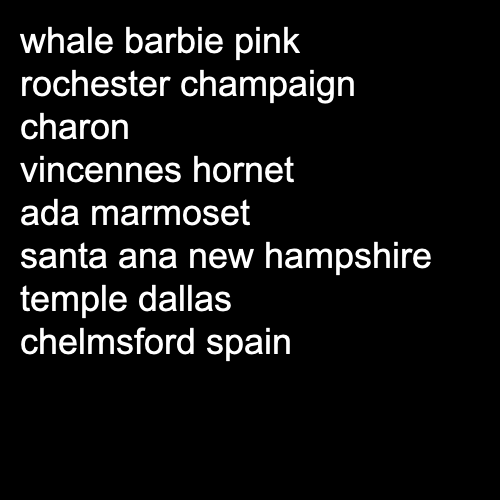 whale barbie pink
rochester champaign
charon
vincennes hornet
ada marmoset
santa ana new hampshire
temple dallas
chelmsford spain